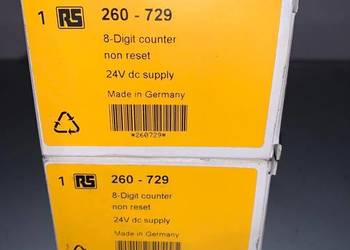 1 RS 260 - 729
8-Digit counter
non reset
24V dc supply
Made in Germany
*260729*
1 RS 260 - 729
8-Digit counter
non reset
24V dc supply
Made in Germany